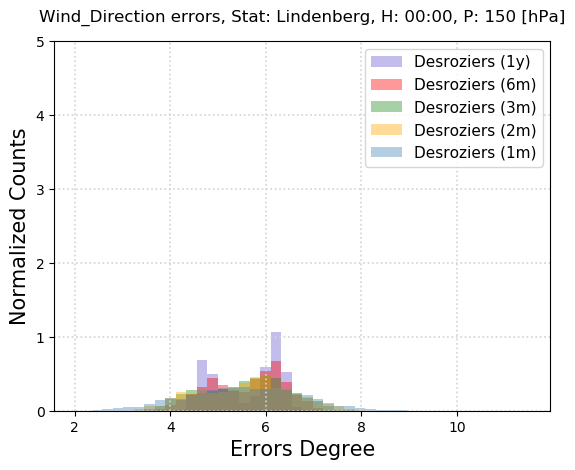 Wind_Direction errors, Stat: Lindenberg, H: 00:00, P: 150 [hPa]
Normalized Counts
5
4
3
2
1
0
Desroziers (1y)
Desroziers (6m)
Desroziers (3m)
Desroziers (2m)
Desroziers (1m)
2
4
6
8
10
Errors Degree